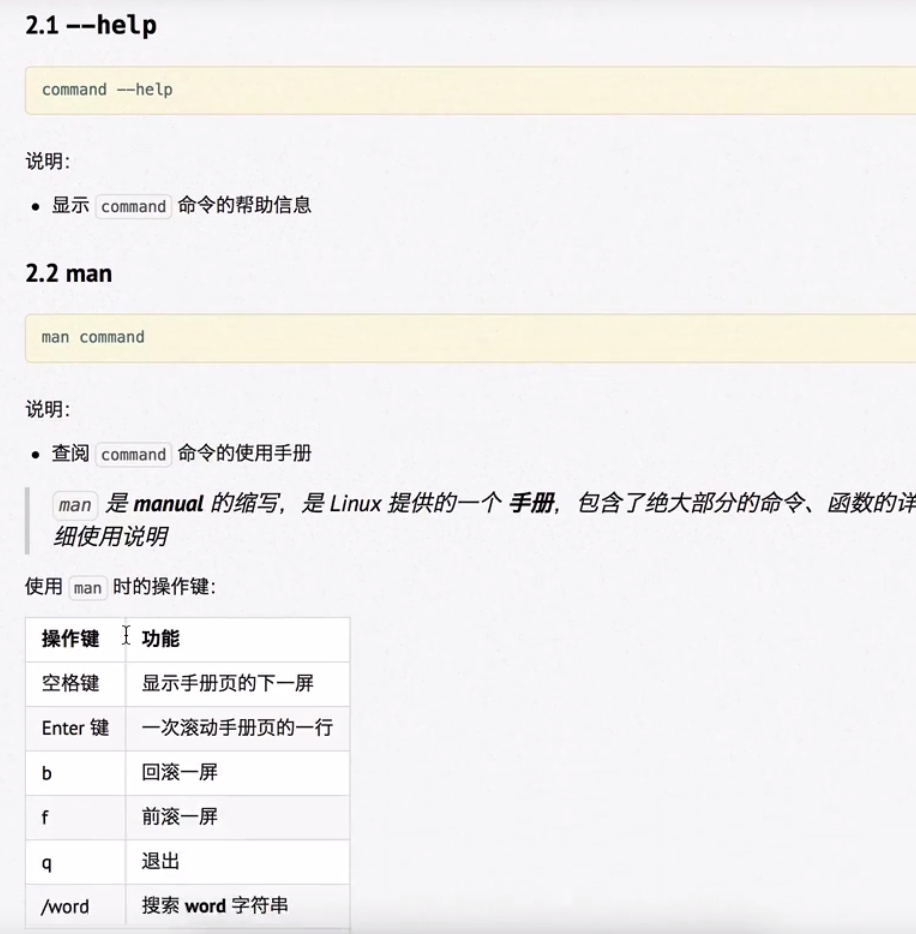 2.1 --help
command --help
说明：
• 显示 command 命令的帮助信息
2.2 man
man command
说明：
• 查阅 command 命令的使用手册
man 是 manual 的缩写，是 Linux 提供的一个 手册，包含了绝大部分的命令、函数的详
细使用说明
使用 man 时的操作键：
操作键 功能
空格键 显示手册页的下一屏
Enter 键 一次滚动手册页的一行
b 回滚一屏
f 前滚一屏
q 退出
/word 搜索 word 字符串